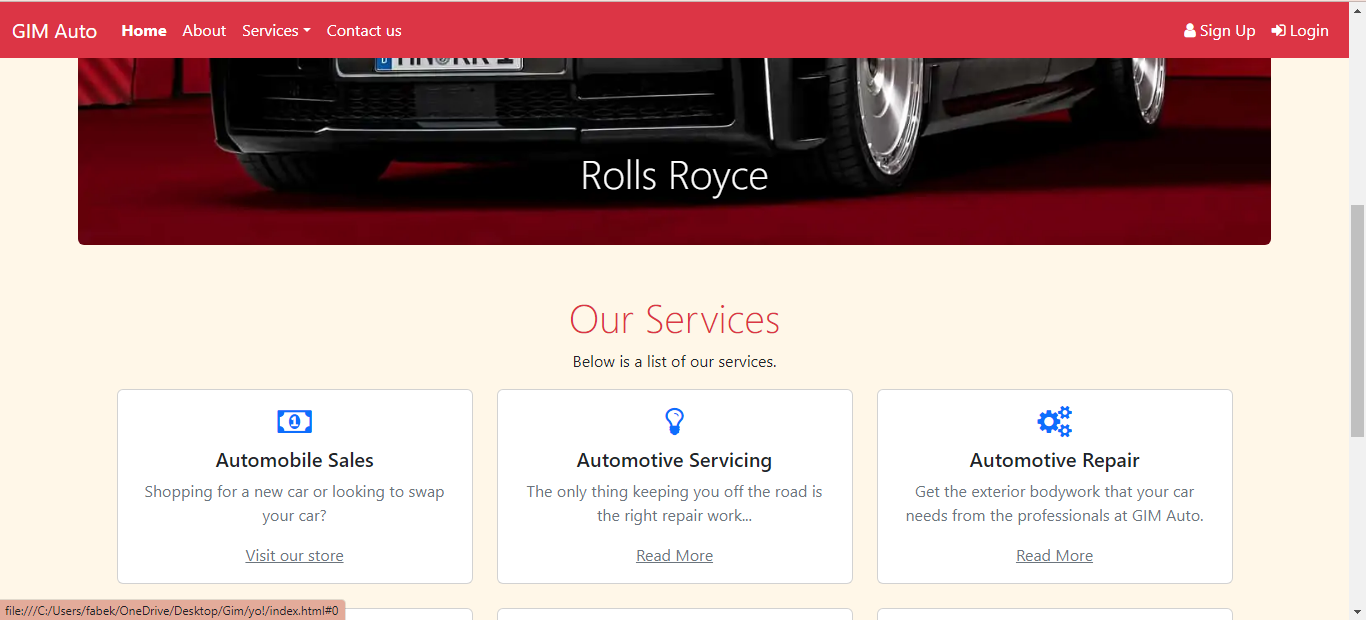 GIM Auto Home About Services Contact us Sign Up Login
Rolls Royce
Our Services
Below is a list of our services.
Automobile Sales
Shopping for a new car or looking to swap
your car?
Visit our store
Automotive Servicing
The only thing keeping you off the road is
the right repair work...
Read More
Automotive Repair
Get the exterior bodywork that your car
needs from the professionals at GIM Auto.
Read More
file:///C:/Users/fabek/OneDrive/Desktop/Gim/yo!/index.html#0